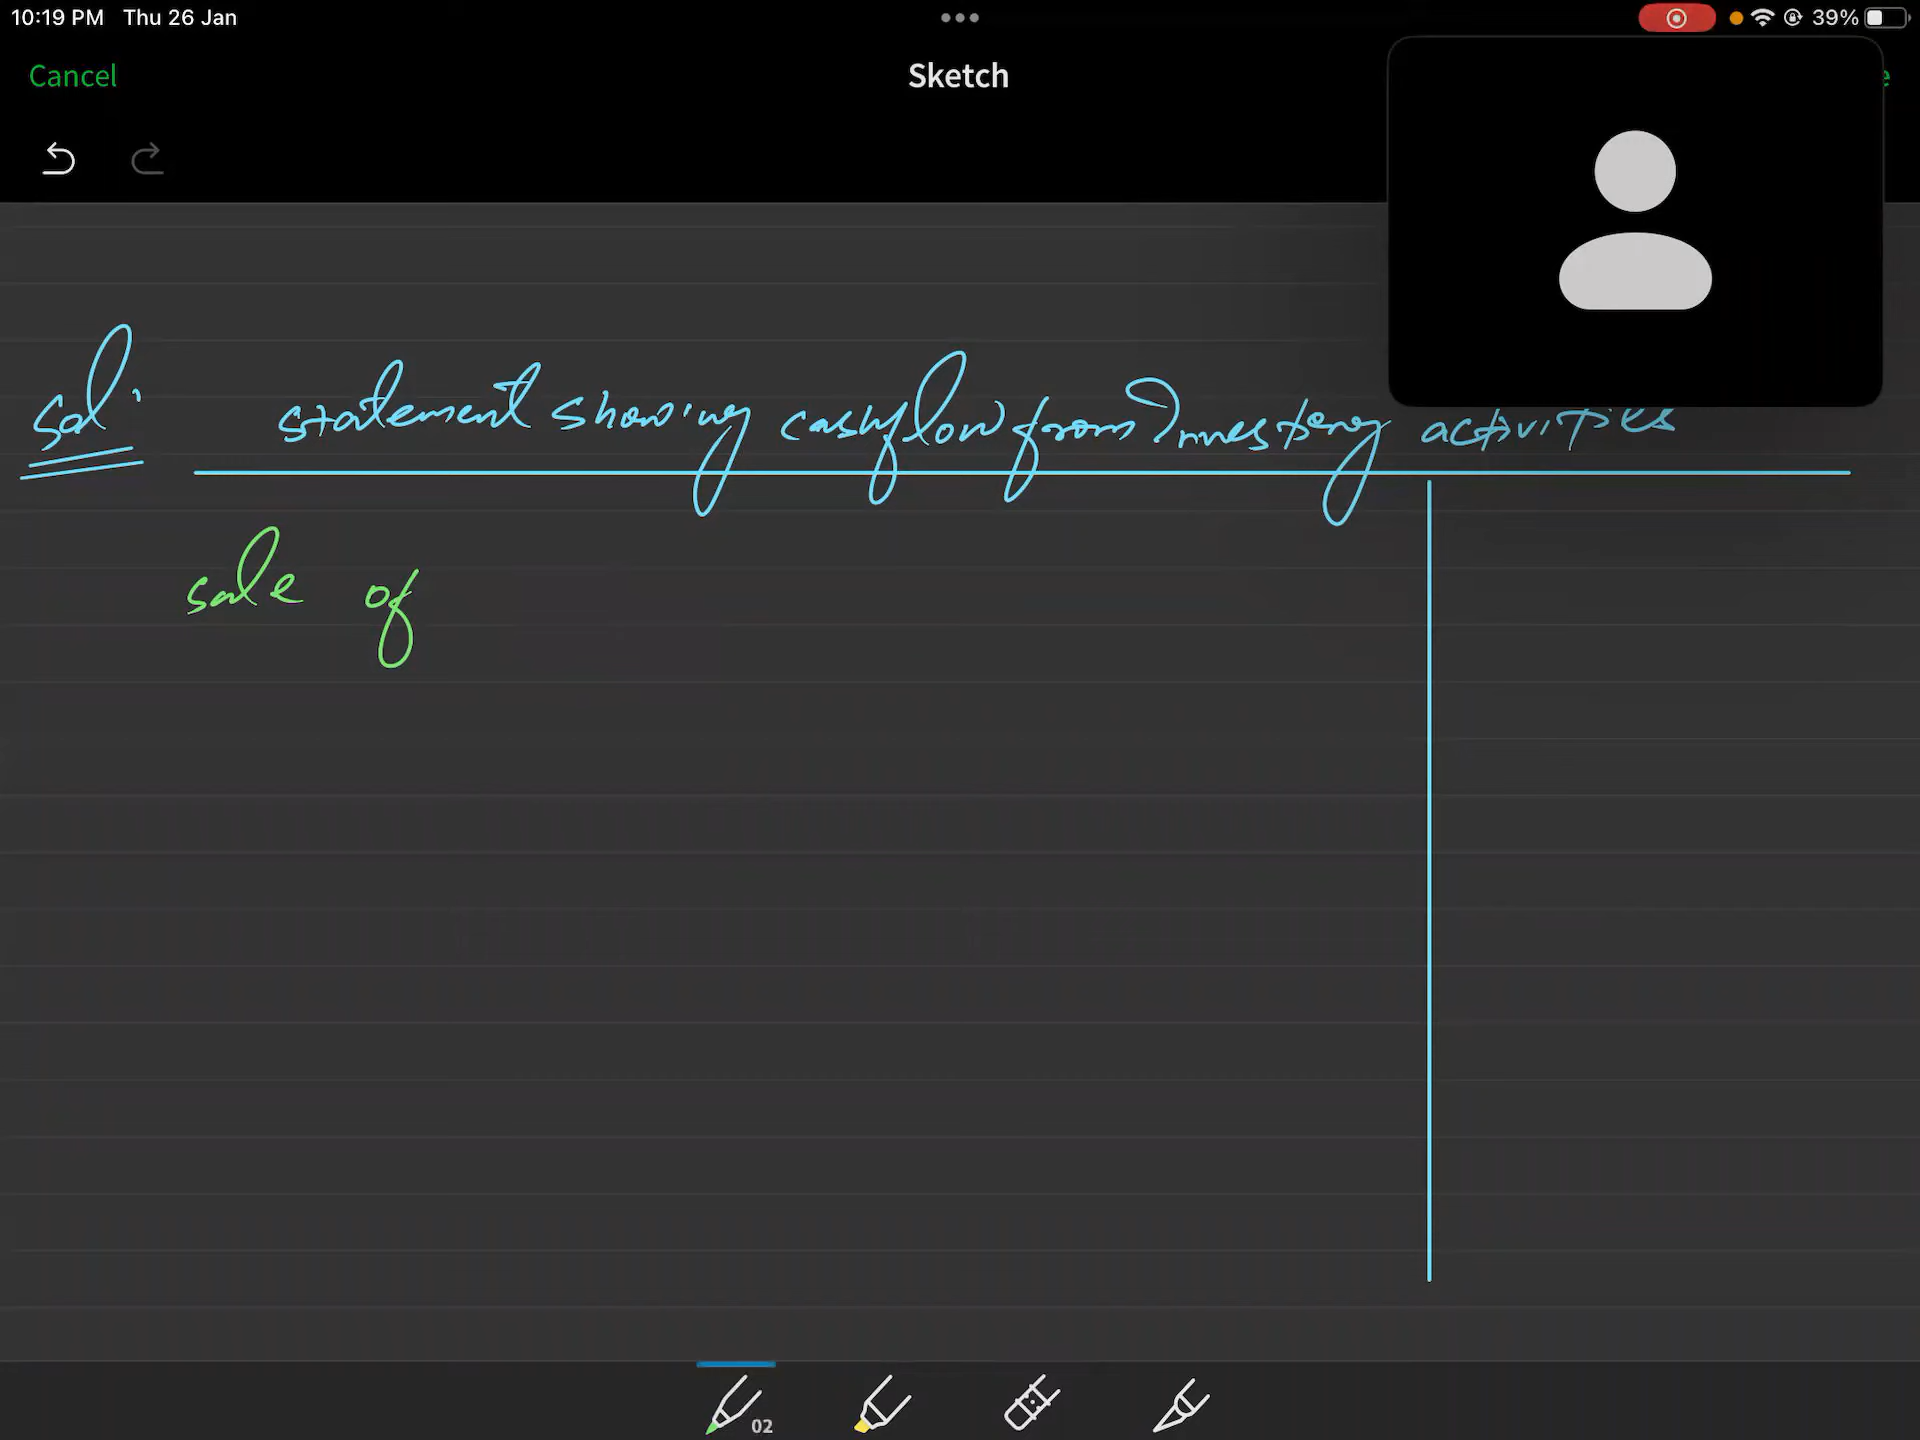 10:19 PM Thu 26 Jan
39%
Cancel
Sketch
e
sol:
statement showing cashflow from Investing activities
sale of
02